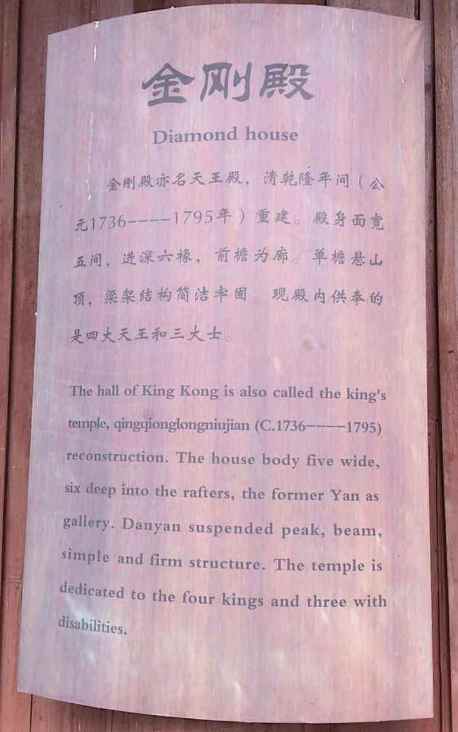 金刚殿
Diamond house
金刚殿亦名天王殿，清乾隆年间（公
元1736----1795年）重建。殿身面宽
五间，进深六椽，前檐为廊。单檐悬山
顶，梁架结构简洁牢固 现殿内供奉的
是四大天王和三大士。
The hall of King Kong is also called the king's
temple, qingqionglongniujian (C.1736----1795)
reconstruction. The house body five wide,
six deep into the rafters, the former Yan as
gallery. Danyan suspended peak, beam,
simple and firm structure. The temple is
dedicated to the four kings and three with
disabilities.